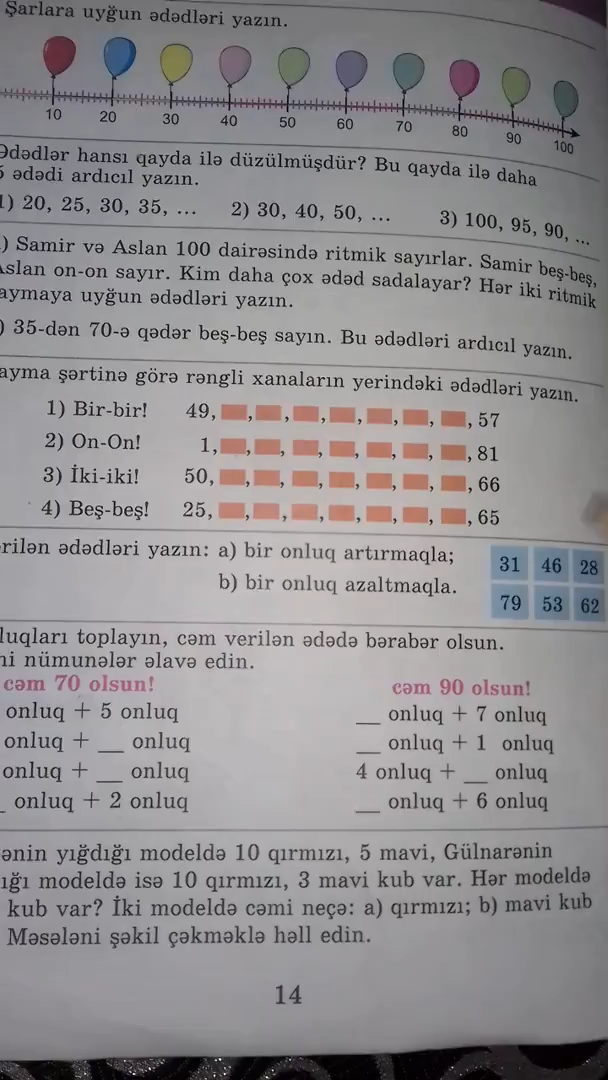 Şarlara uyğun ədədləri yazın.
10 20 30 40 50 60 70 80 90 100
Ədədlər hansı qayda ilə düzülmüşdür? Bu qayda ilə daha
5 ədədi ardıcıl yazın.
1) 20, 25, 30, 35, ... 2) 30, 40, 50, ... 3) 100, 95, 90, ...
) Samir və Aslan 100 dairəsində ritmik sayırlar. Samir beş-beş,
Aslan on-on sayır. Kim daha çox ədəd sadalayar? Hər iki ritmik
aymaya uyğun ədədləri yazın.
) 35-dən 70-ə qədər beş-beş sayın. Bu ədədləri ardıcıl yazın.
ayma şərtinə görə rəngli xanaların yerindəki ədədləri yazın.
1) Bir-bir! 49, , , , , , , , 57
2) On-On! 1, , , , , , , , 81
3) İki-iki! 50, , , , , , , , 66
4) Beş-beş! 25, , , , , , , , 65
rilən ədədləri yazın: a) bir onluq artırmaqla;
b) bir onluq azaltmaqla.
31 46 28
79 53 62
luqları toplayın, cəm verilən ədədə bərabər olsun.
ni nümunələr əlavə edin.
cəm 70 olsun! cəm 90 olsun!
onluq + 5 onluq __ onluq + 7 onluq
onluq + __ onluq __ onluq + 1 onluq
onluq + __ onluq 4 onluq + __ onluq
_ onluq + 2 onluq __ onluq + 6 onluq
ənin yığdığı modeldə 10 qırmızı, 5 mavi, Gülnarənin
ığı modeldə isə 10 qırmızı, 3 mavi kub var. Hər modeldə
kub var? İki modeldə cəmi neçə: a) qırmızı; b) mavi kub
Məsələni şəkil çəkməklə həll edin.
14